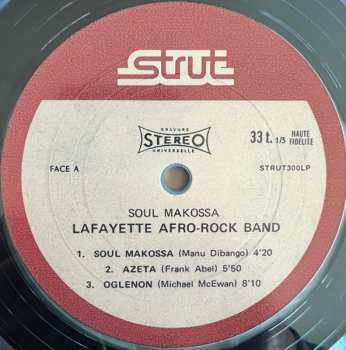 Strut
GRAVURE
STEREO
UNIVERSELLE
33 t. 1/3 HAUTE FIDELITE
FACE A
STRUT300LP
SOUL MAKOSSA
LAFAYETTE AFRO-ROCK BAND
1. SOUL MAKOSSA (Manu Dibango) 4'20
2. AZETA (Frank Abel) 5'50
3. OGLENON (Michael McEwan) 8'10